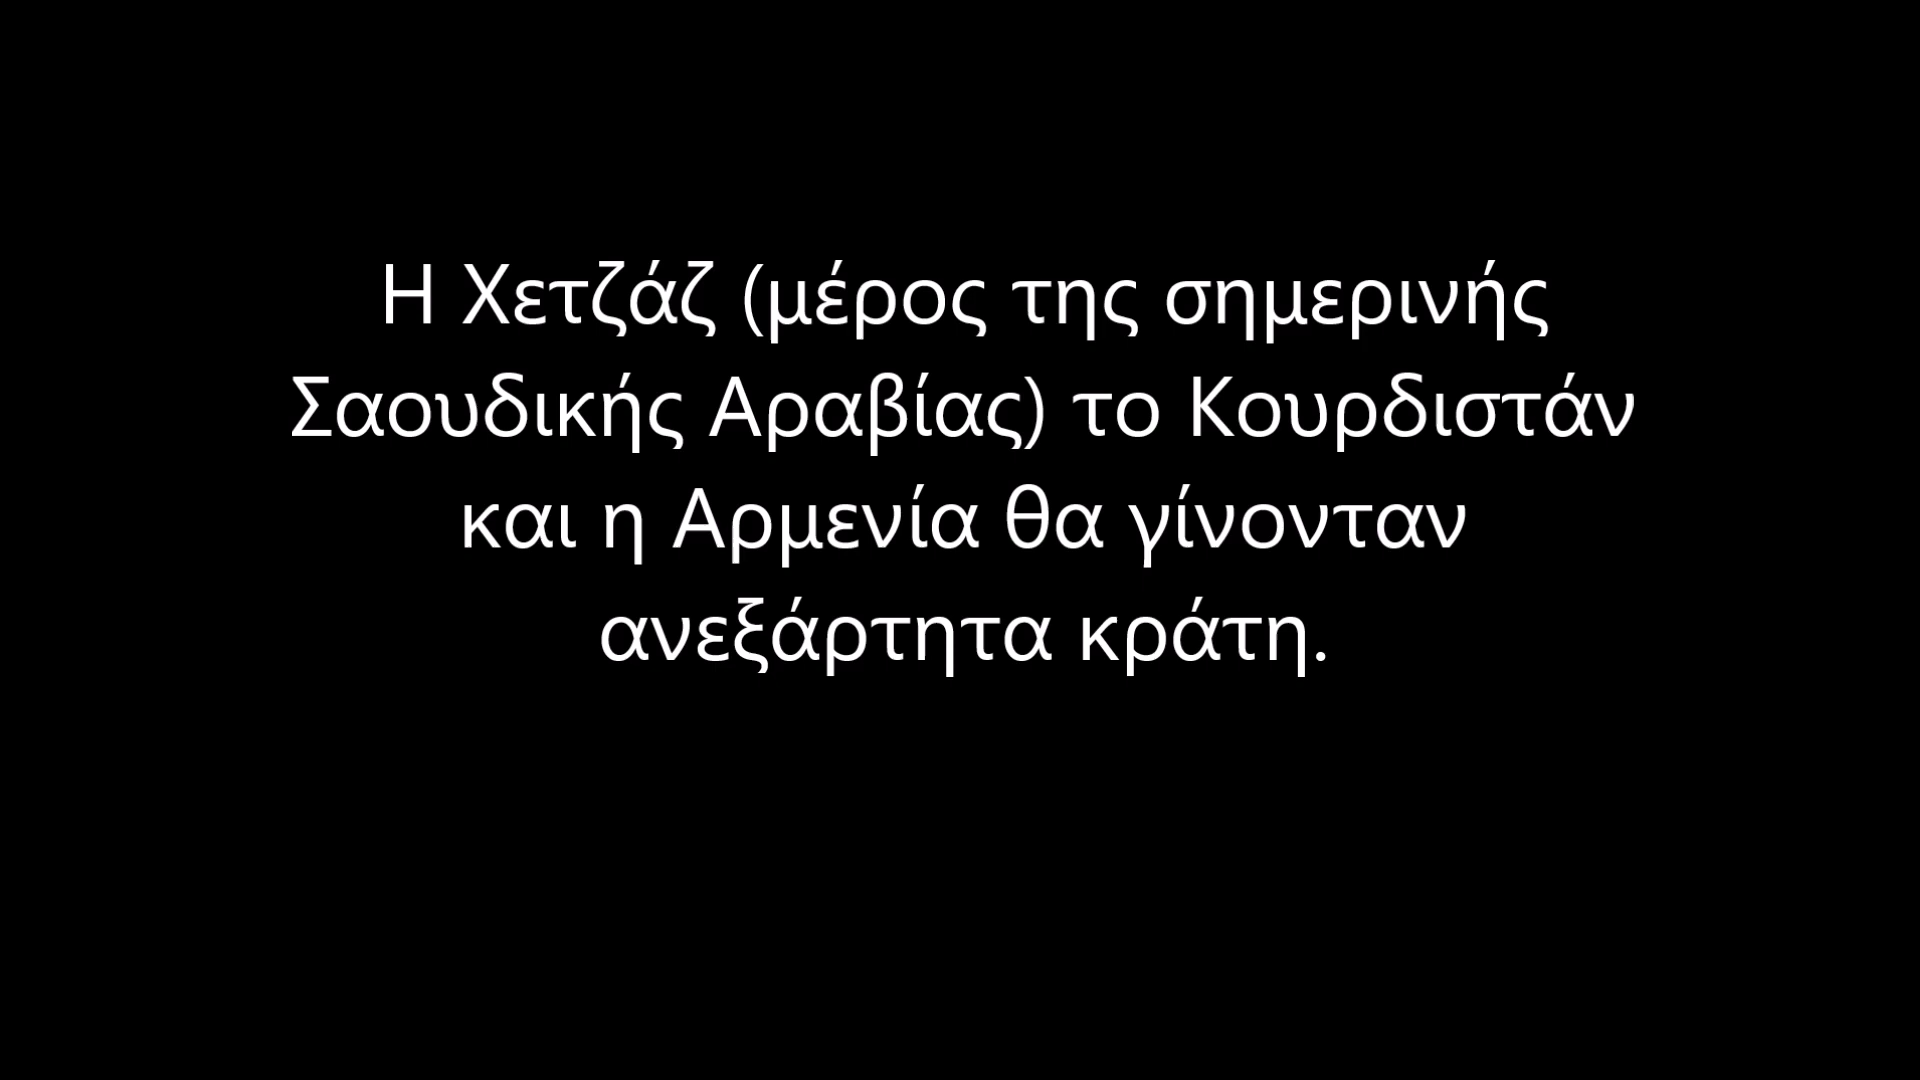 Η Χετζάζ (μέρος της σημερινής
Σαουδικής Αραβίας) το Κουρδιστάν
και η Αρμενία θα γίνονταν
ανεξάρτητα κράτη.